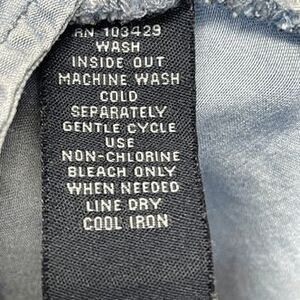 RN 103429
WASH
INSIDE OUT
MACHINE WASH
COLD
SEPARATELY
GENTLE CYCLE
USE
NON-CHLORINE
BLEACH ONLY
WHEN NEEDED
LINE DRY
COOL IRON